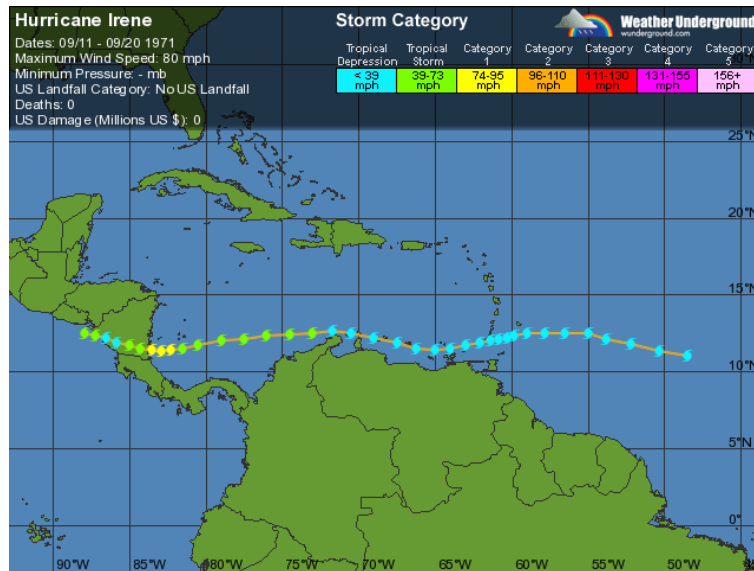 Hurricane Irene
Dates: 09/11 - 09/20 1971
Maximum Wind Speed: 80 mph
Minimum Pressure: - mb
US Landfall Category: No US Landfall
Deaths: 0
US Damage (Millions US $): 0
Storm Category
Weather Underground
wunderground.com
Tropical Depression
Tropical Storm
Category 1
Category 2
Category 3
Category 4
Category 5
< 39 mph
39-73 mph
74-95 mph
96-110 mph
111-130 mph
131-155 mph
156+ mph
25°N
20°N
15°N
10°N
5°N
0°
90°W
85°W
80°W
75°W
70°W
65°W
60°W
55°W
50°W